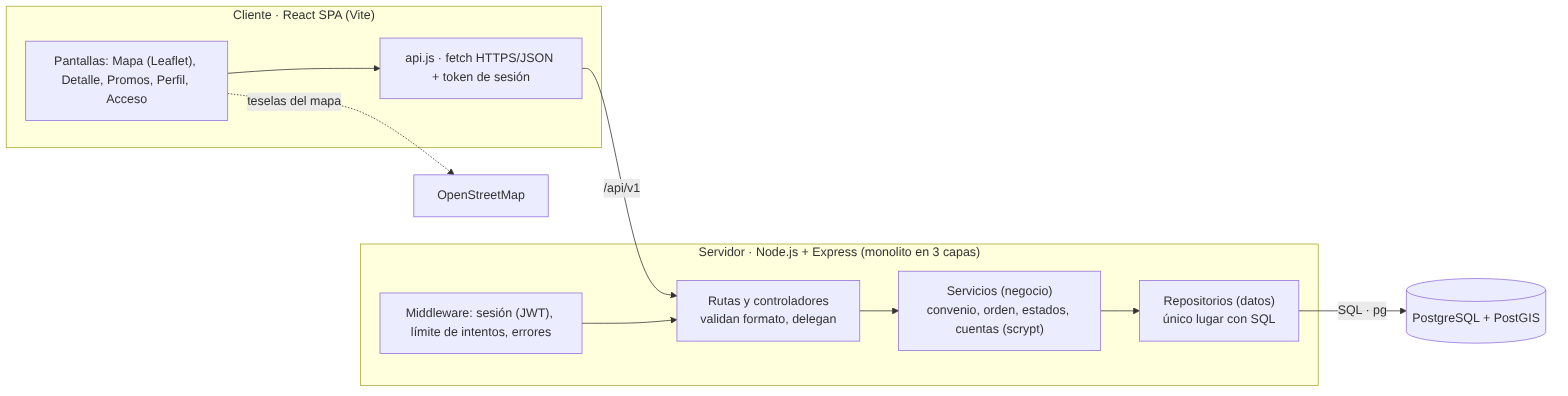 Cliente · React SPA (Vite)
Pantallas: Mapa (Leaflet),
Detalle, Promos, Perfil,
Acceso
api.js · fetch HTTPS/JSON
+ token de sesión
teselas del mapa
OpenStreetMap
/api/v1
Servidor · Node.js + Express (monolito en 3 capas)
Middleware: sesión (JWT),
límite de intentos, errores
Rutas y controladores
validan formato, delegan
Servicios (negocio)
convenio, orden, estados,
cuentas (scrypt)
Repositorios (datos)
único lugar con SQL
SQL · pg
PostgreSQL + PostGIS